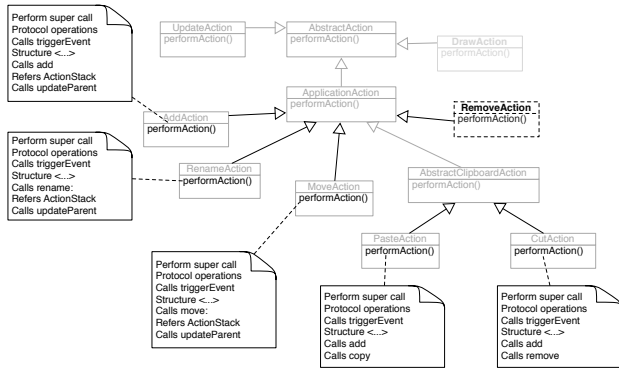 Perform super call
Protocol operations
Calls triggerEvent
Structure <...>
Calls add
Refers ActionStack
Calls updateParent
UpdateAction
performAction()
AbstractAction
performAction()
DrawAction
performAction()
ApplicationAction
performAction()
AddAction
performAction()
RemoveAction
performAction()
Perform super call
Protocol operations
Calls triggerEvent
Structure <...>
Calls rename:
Refers ActionStack
Calls updateParent
RenameAction
performAction()
MoveAction
performAction()
AbstractClipboardAction
performAction()
PasteAction
performAction()
CutAction
performAction()
Perform super call
Protocol operations
Calls triggerEvent
Structure <...>
Calls move:
Refers ActionStack
Calls updateParent
Perform super call
Protocol operations
Calls triggerEvent
Structure <...>
Calls add
Calls copy
Perform super call
Protocol operations
Calls triggerEvent
Structure <...>
Calls add
Calls remove